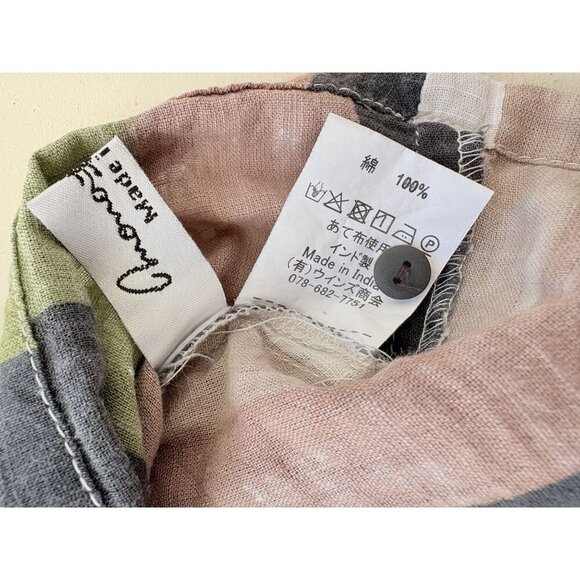 Made i
綿 100%
P
あて布使用
インド製
Made in India
(有)ウインズ商会
078-682-7751